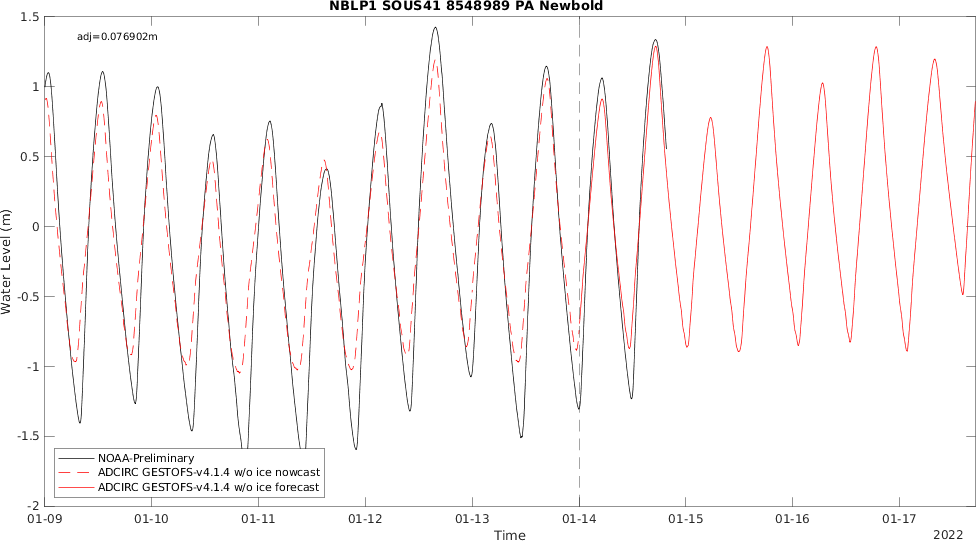 NBLP1 SOUS41 8548989 PA Newbold
adj=0.076902m
1.5
1
0.5
0
-0.5
-1
-1.5
-2
Water Level (m)
NOAA-Preliminary
ADCIRC GESTOFS-v4.1.4 w/o ice nowcast
ADCIRC GESTOFS-v4.1.4 w/o ice forecast
01-09 01-10 01-11 01-12 01-13 01-14 01-15 01-16 01-17
Time
2022